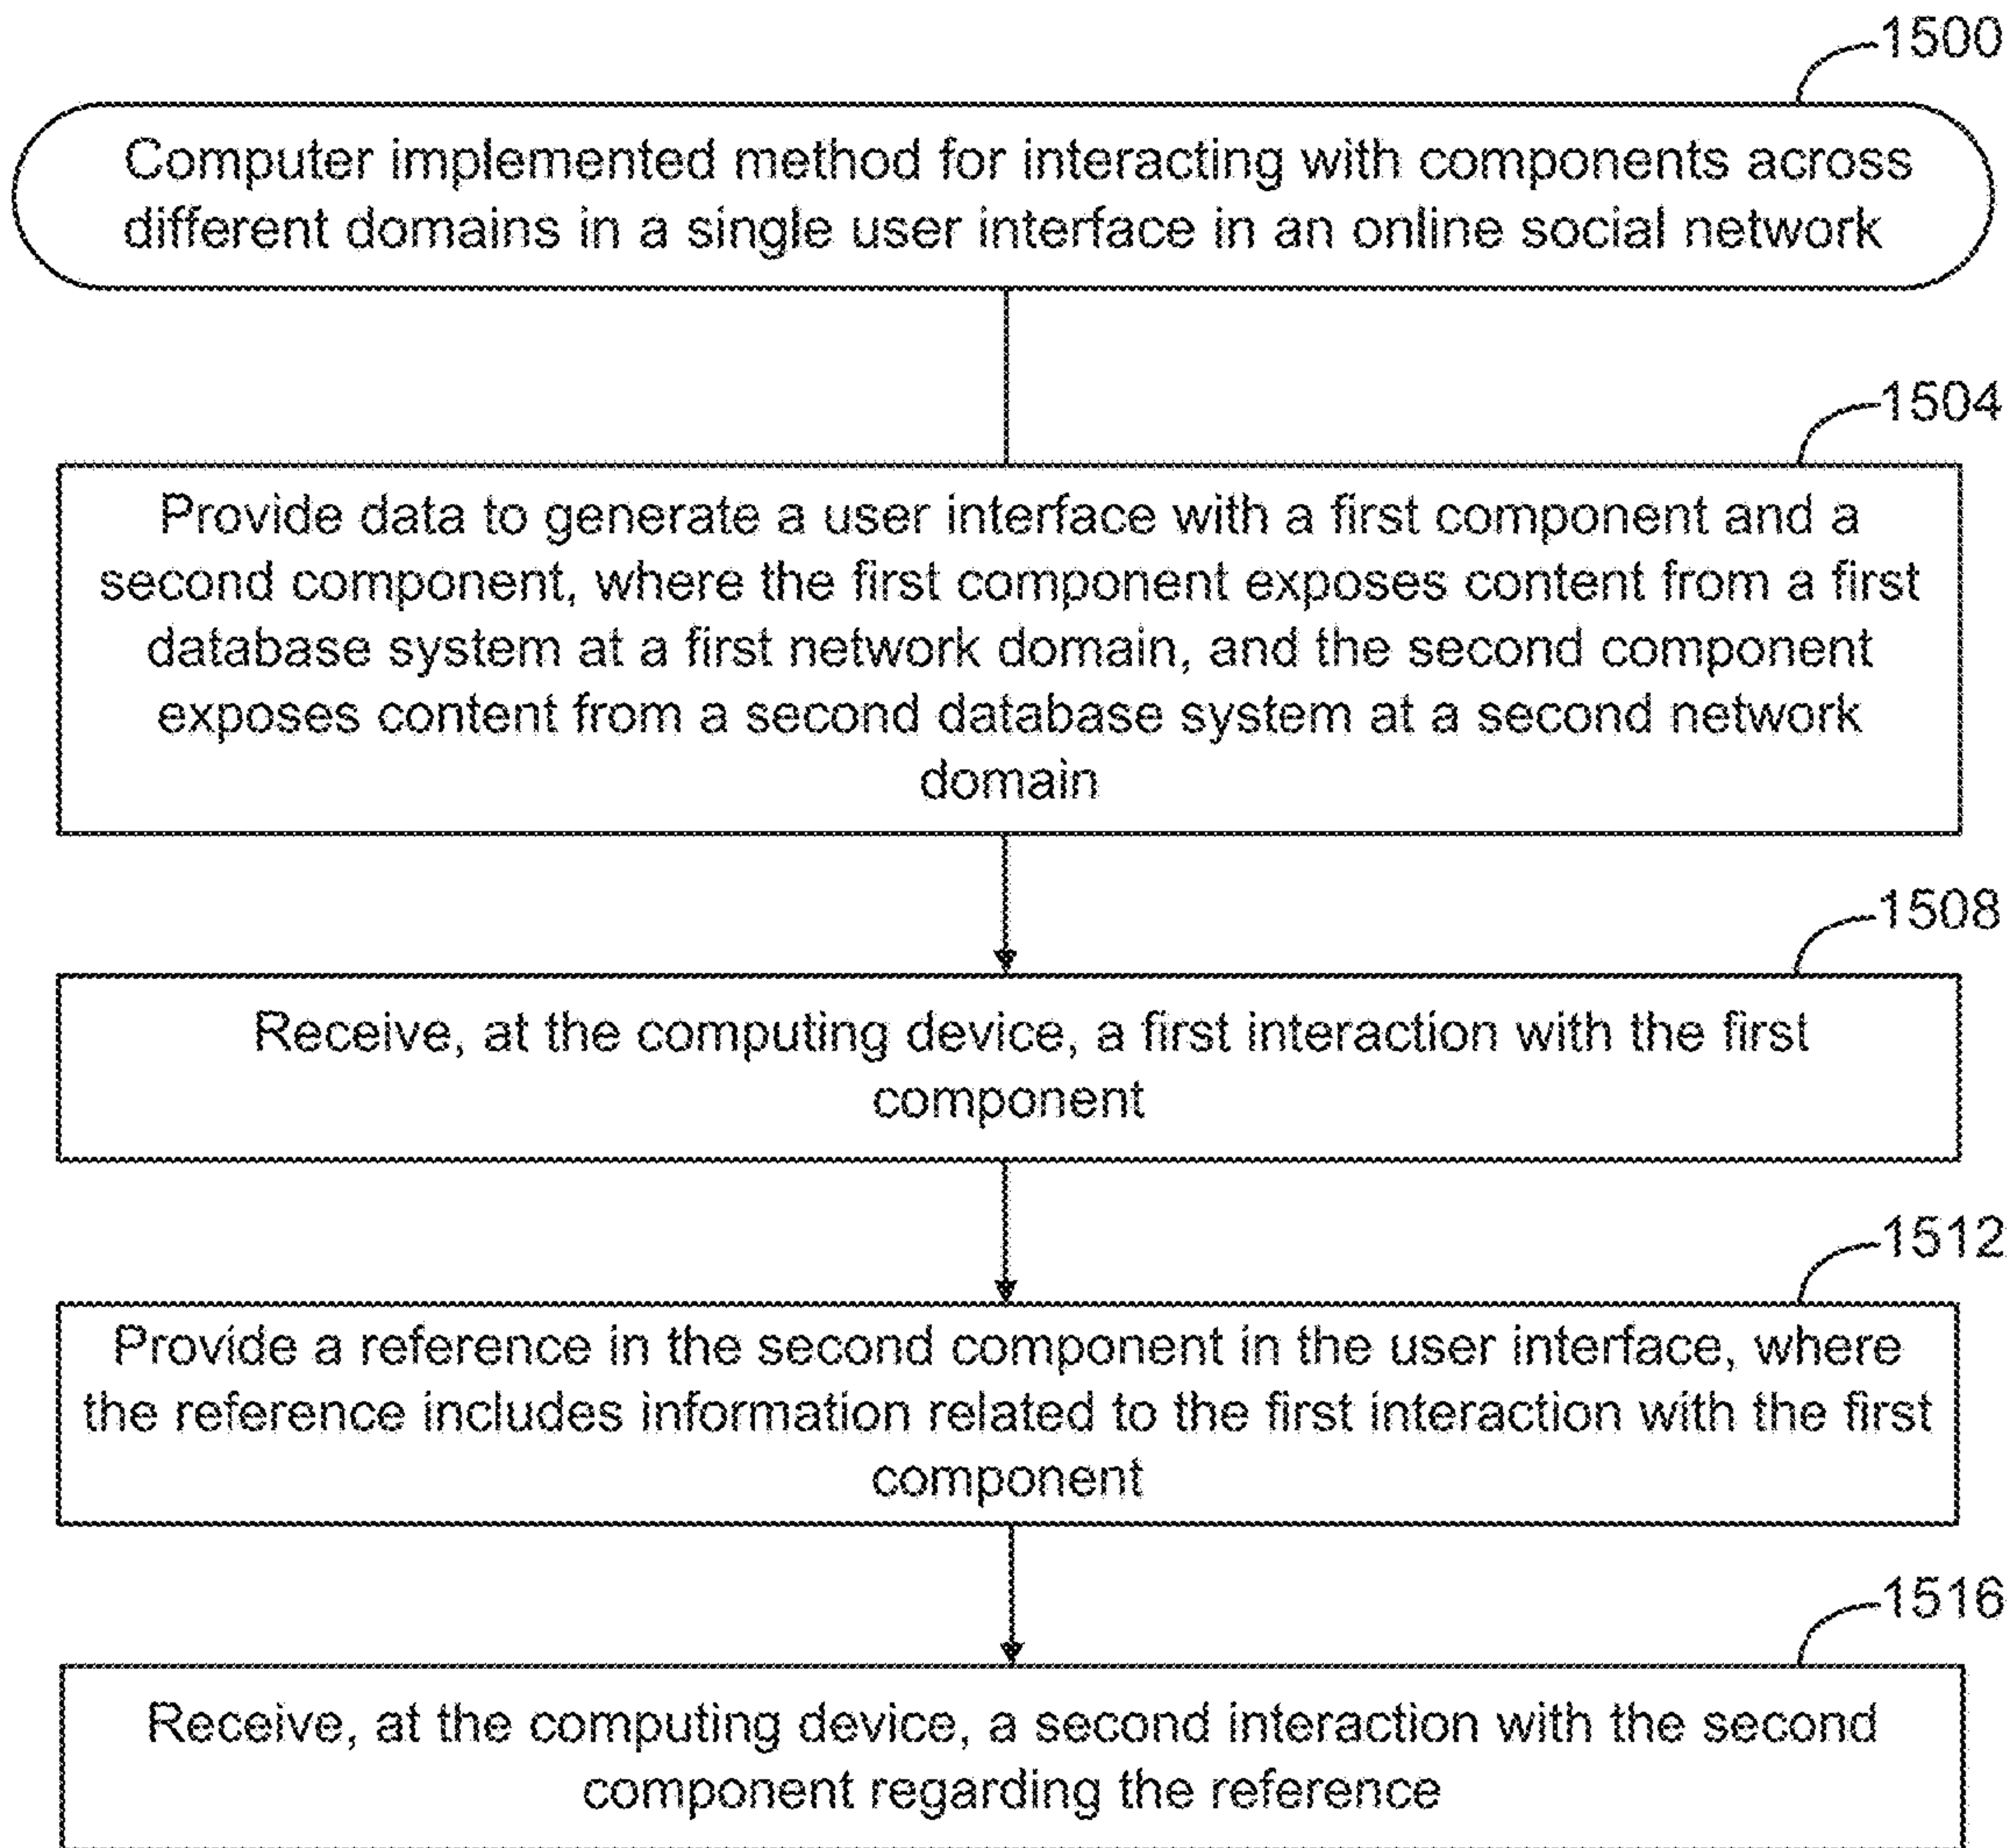 1500
Computer implemented method for interacting with components across
different domains in a single user interface in an online social network
1504
Provide data to generate a user interface with a first component and a
second component, where the first component exposes content from a first
database system at a first network domain, and the second component
exposes content from a second database system at a second network
domain
1508
Receive, at the computing device, a first interaction with the first
component
1512
Provide a reference in the second component in the user interface, where
the reference includes information related to the first interaction with the first
component
1516
Receive, at the computing device, a second interaction with the second
component regarding the reference